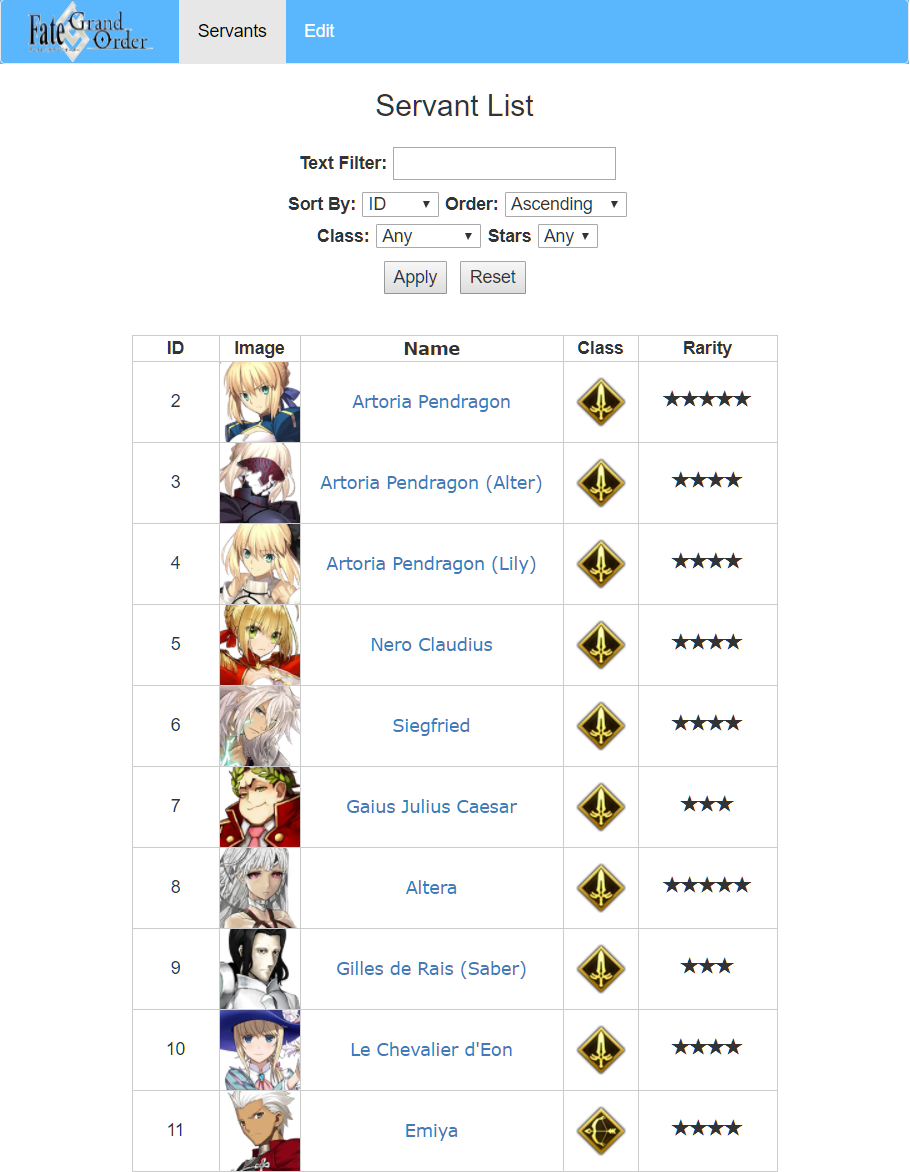 Fate Grand Order
Servants
Edit
Servant List
Text Filter:
Sort By: ID Order: Ascending
Class: Any Stars Any
Apply Reset
ID Image Name Class Rarity
2 Artoria Pendragon ★★★★★
3 Artoria Pendragon (Alter) ★★★★
4 Artoria Pendragon (Lily) ★★★★
5 Nero Claudius ★★★★
6 Siegfried ★★★★
7 Gaius Julius Caesar ★★★
8 Altera ★★★★★
9 Gilles de Rais (Saber) ★★★
10 Le Chevalier d'Eon ★★★★
11 Emiya ★★★★